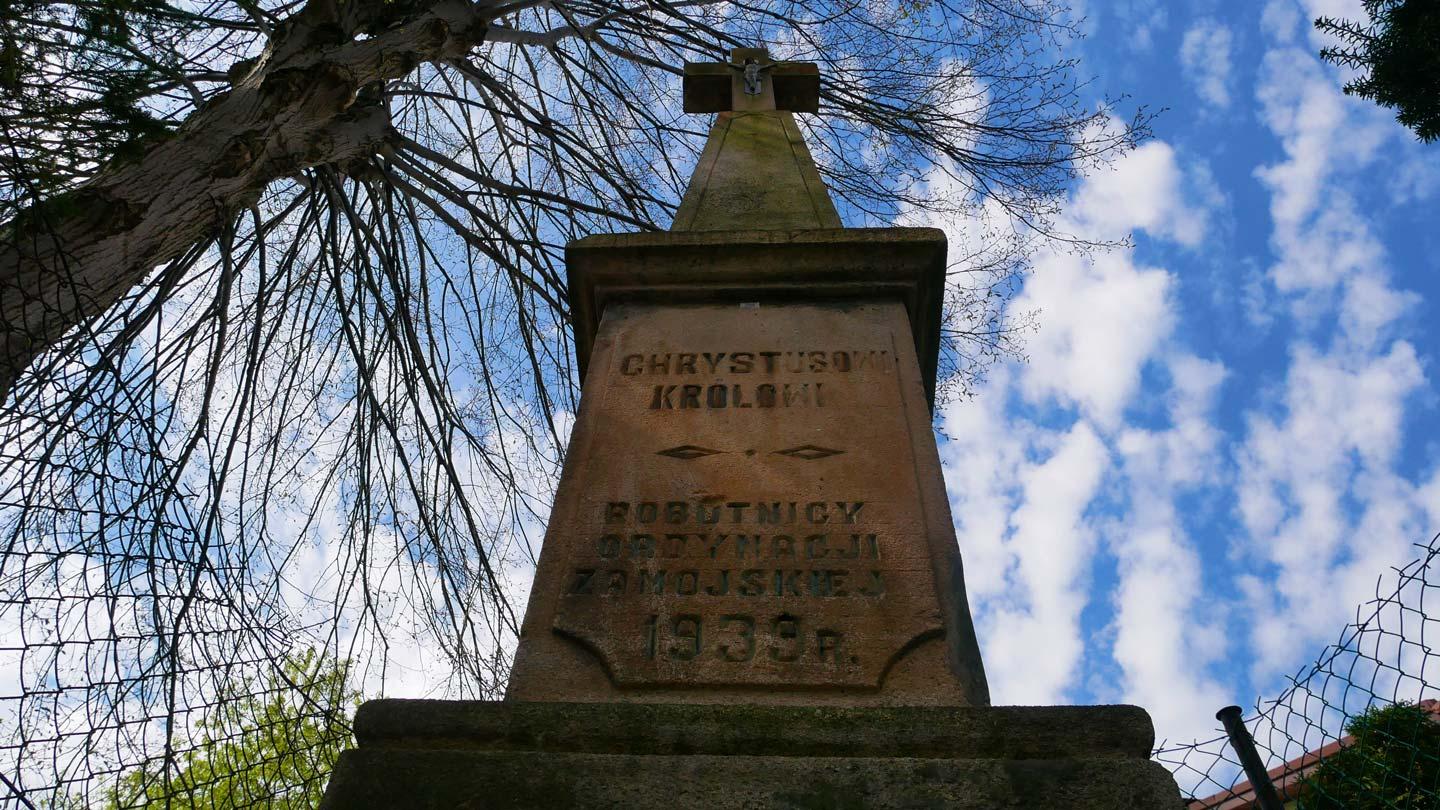 CHRYSTUSOWI
KRÓLOWI
ROBOTNICY
ORDYNACJI
ZAMOJSKIEJ
1939 R.